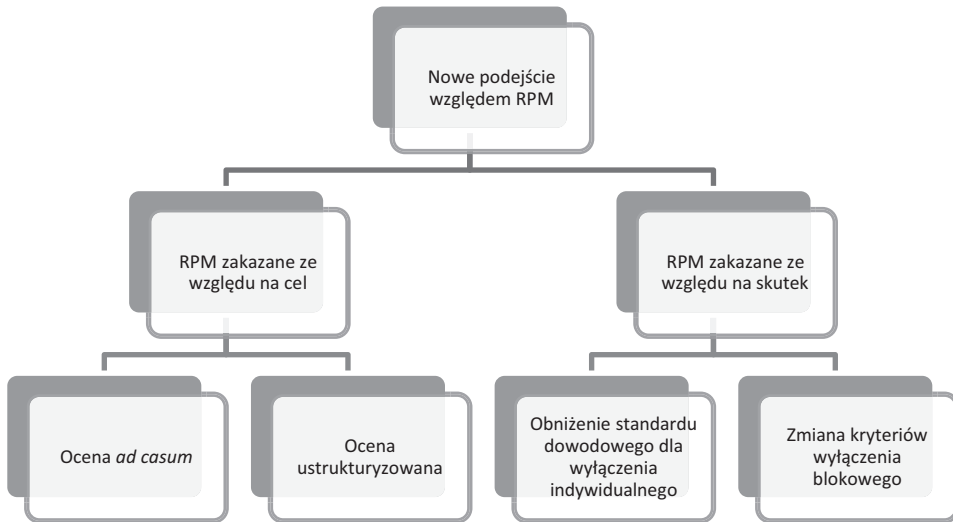 Nowe podejście
względem RPM
RPM zakazane ze
względu na cel
RPM zakazane ze
względu na skutek
Ocena ad casum
Ocena
ustrukturyzowana
Obniżenie standardu
dowodowego dla
wyłączenia
indywidualnego
Zmiana kryteriów
wyłączenia
blokowego